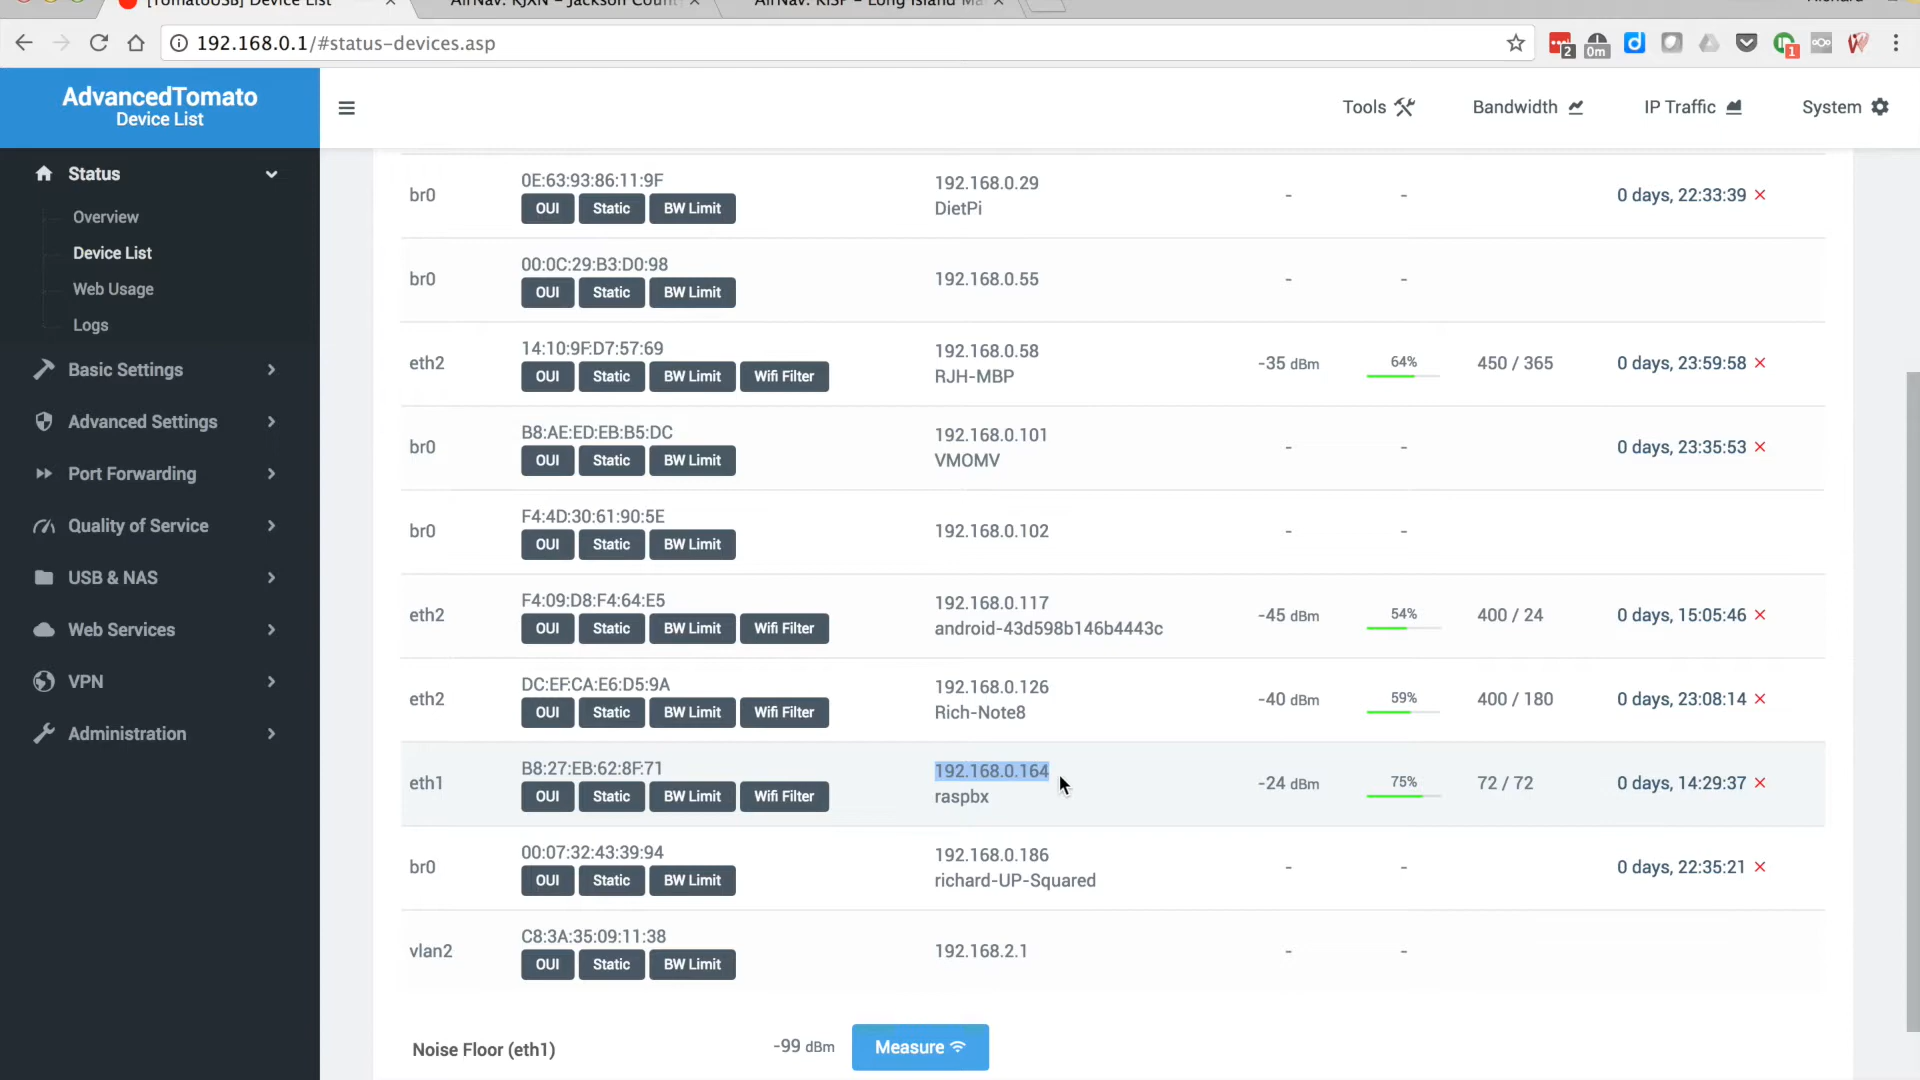 [TomatoUSB] Device List
AirNav: KJXN - Jackson Count
AirNav: KISP - Long Island Ma
192.168.0.1/#status-devices.asp
2
0m
1
AdvancedTomato
Device List
Tools
Bandwidth
IP Traffic
System
Status
Overview
Device List
Web Usage
Logs
Basic Settings
Advanced Settings
Port Forwarding
Quality of Service
USB & NAS
Web Services
VPN
Administration
br0
0E:63:93:86:11:9F
OUI Static BW Limit
192.168.0.29
DietPi
- -
0 days, 22:33:39
br0
00:0C:29:B3:D0:98
OUI Static BW Limit
192.168.0.55
- -
eth2
14:10:9F:D7:57:69
OUI Static BW Limit Wifi Filter
192.168.0.58
RJH-MBP
-35 dBm
64%
450 / 365
0 days, 23:59:58
br0
B8:AE:ED:EB:B5:DC
OUI Static BW Limit
192.168.0.101
VMOMV
- -
0 days, 23:35:53
br0
F4:4D:30:61:90:5E
OUI Static BW Limit
192.168.0.102
- -
eth2
F4:09:D8:F4:64:E5
OUI Static BW Limit Wifi Filter
192.168.0.117
android-43d598b146b4443c
-45 dBm
54%
400 / 24
0 days, 15:05:46
eth2
DC:EF:CA:E6:D5:9A
OUI Static BW Limit Wifi Filter
192.168.0.126
Rich-Note8
-40 dBm
59%
400 / 180
0 days, 23:08:14
eth1
B8:27:EB:62:8F:71
OUI Static BW Limit Wifi Filter
192.168.0.164
raspbx
-24 dBm
75%
72 / 72
0 days, 14:29:37
br0
00:07:32:43:39:94
OUI Static BW Limit
192.168.0.186
richard-UP-Squared
- -
0 days, 22:35:21
vlan2
C8:3A:35:09:11:38
OUI Static BW Limit
192.168.2.1
- -
Noise Floor (eth1)
-99 dBm
Measure